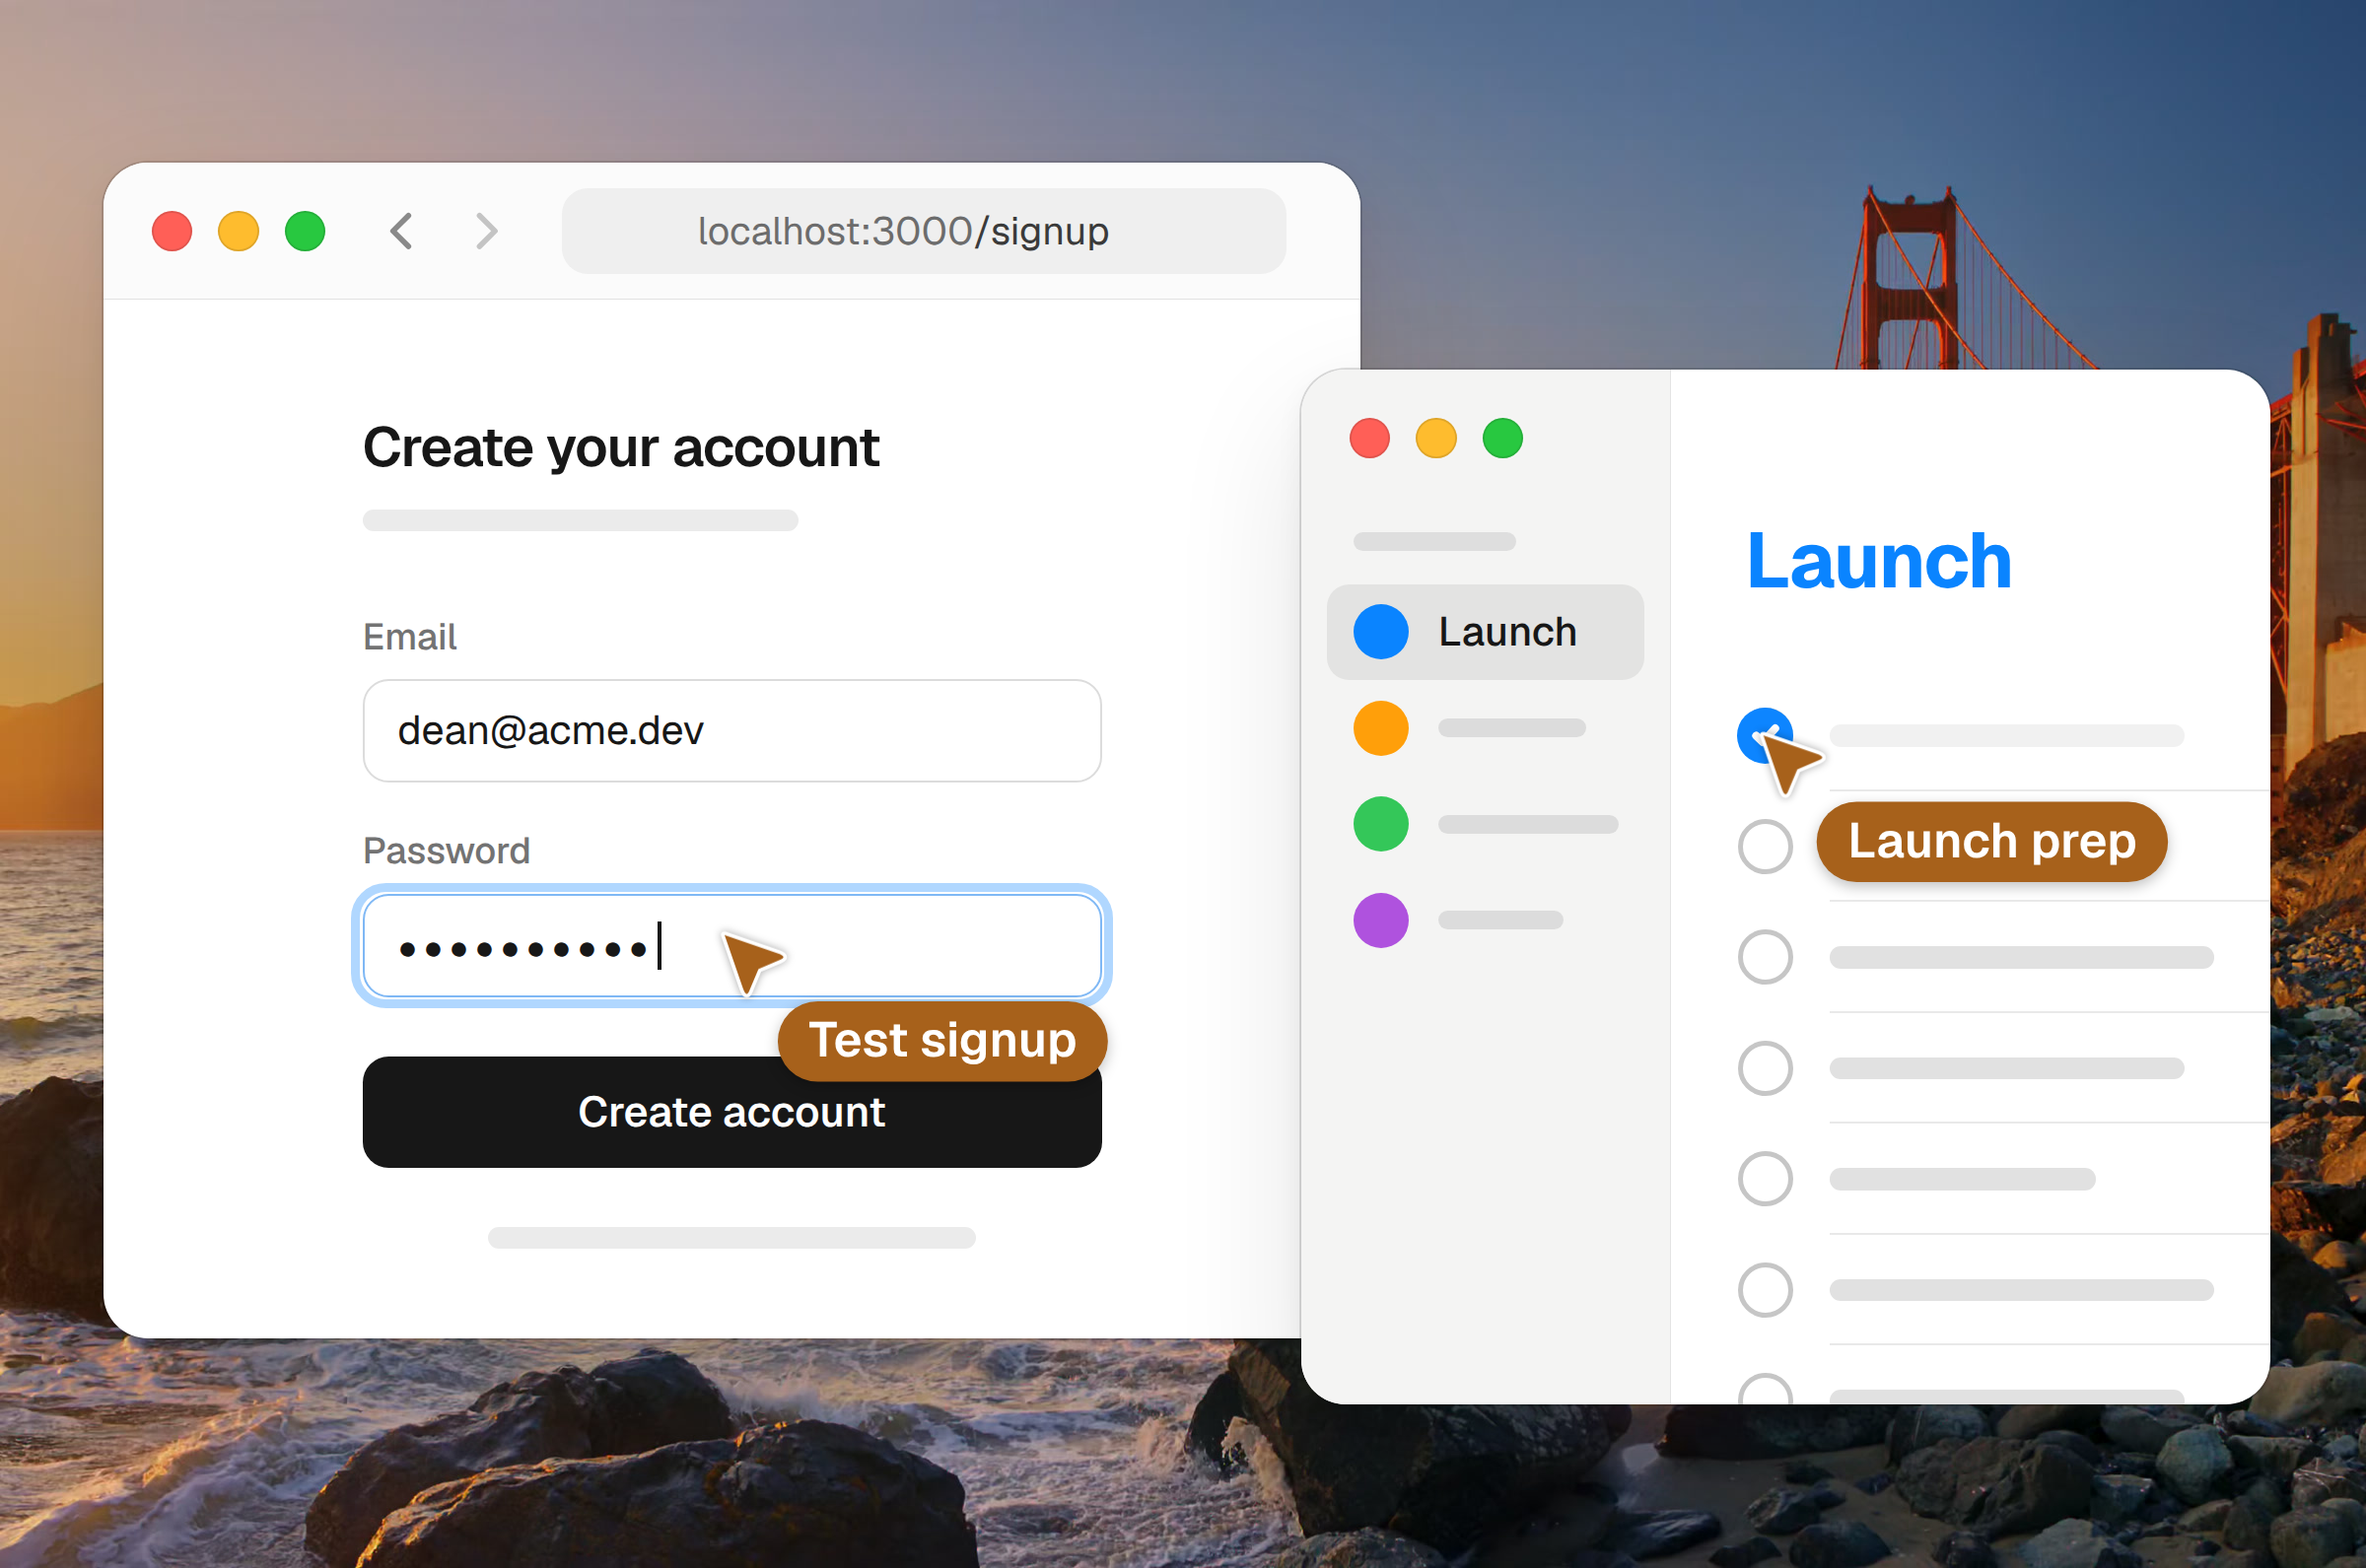 localhost:3000/signup
Create your account
Email
dean@acme.dev
Password
••••••••••
Test signup
Create account
Launch
Launch
Launch prep